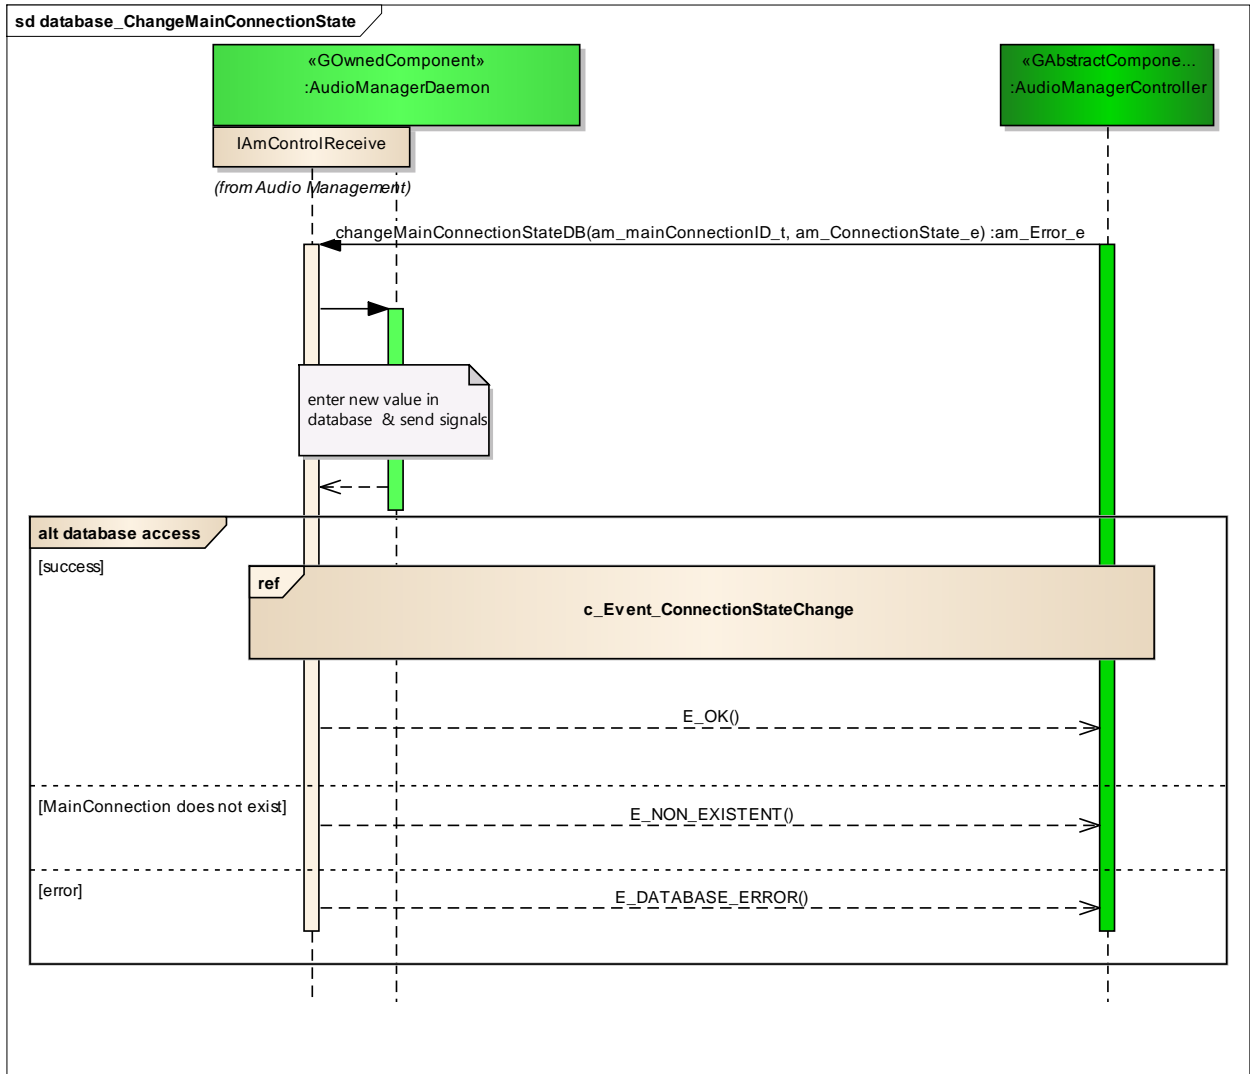 sd database_ChangeMainConnectionState
«GOwnedComponent»
:AudioManagerDaemon
«GAbstractCompone...
:AudioManagerController
IAmControlReceive
(from Audio Management)
changeMainConnectionStateDB(am_mainConnectionID_t, am_ConnectionState_e) :am_Error_e
enter new value in
database & send signals
alt database access
[success]
ref
c_Event_ConnectionStateChange
E_OK()
[MainConnection does not exist]
E_NON_EXISTENT()
[error]
E_DATABASE_ERROR()